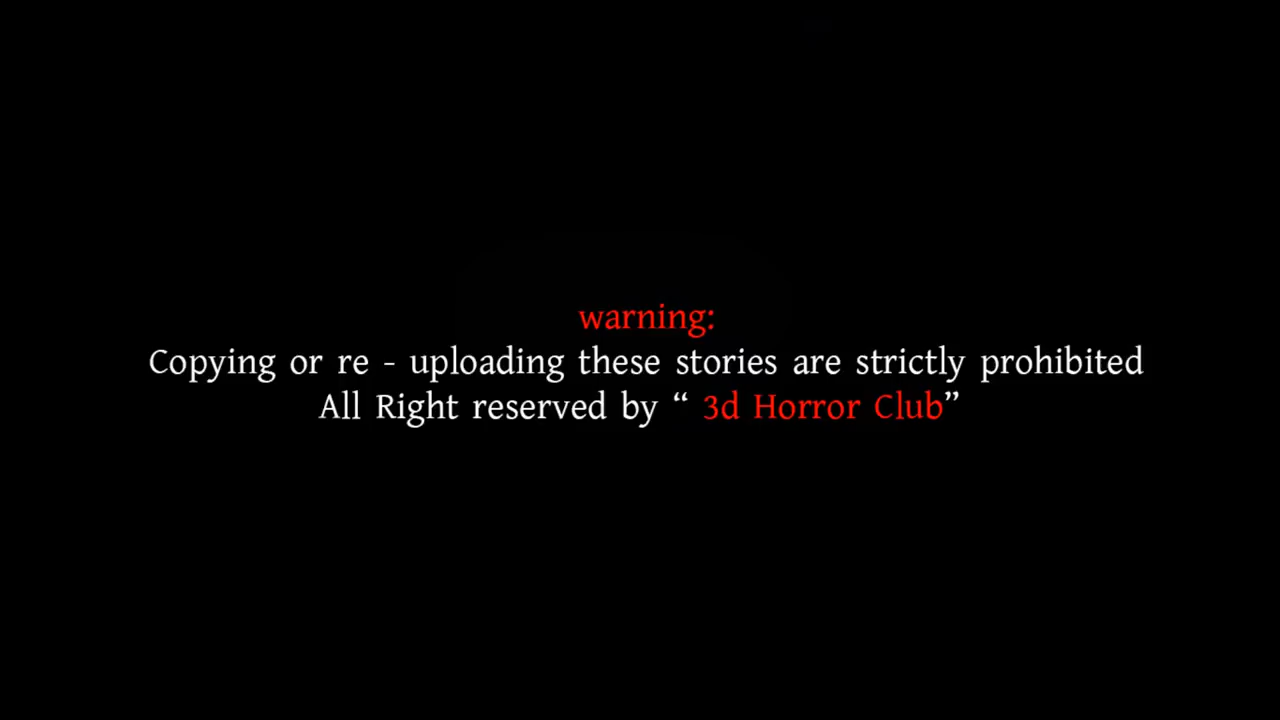 warning:
Copying or re - uploading these stories are strictly prohibited
All Right reserved by “ 3d Horror Club”